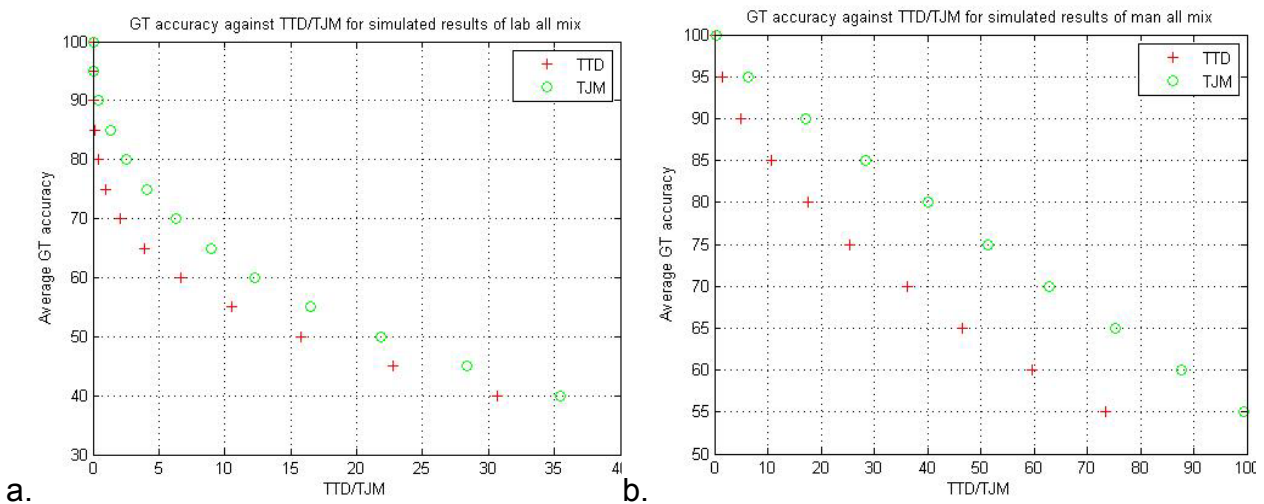 GT accuracy against TTD/TJM for simulated results of lab all mix
100
90
80
70
60
50
40
30
Average GT accuracy
0 5 10 15 20 25 30 35 40
TTD/TJM
TTD
TJM
a.
GT accuracy against TTD/TJM for simulated results of man all mix
100
95
90
85
80
75
70
65
60
55
50
Average GT accuracy
0 10 20 30 40 50 60 70 80 90 100
TTD/TJM
TTD
TJM
b.